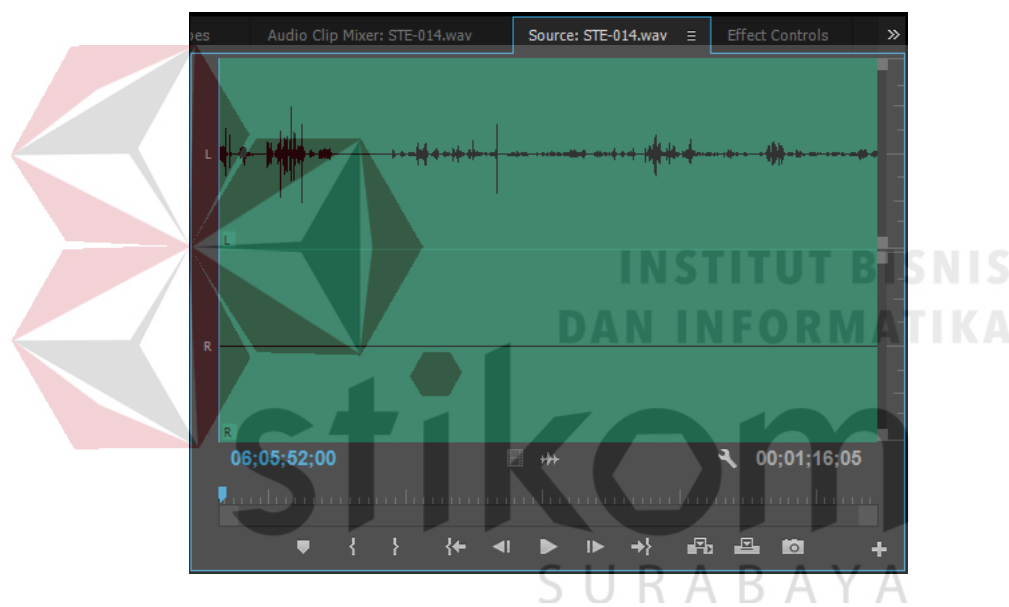 pes Audio Clip Mixer: STE-014.wav Source: STE-014.wav Effect Controls
L
L
INSTITUT BISNIS
DAN INFORMATIKA
R
stikom
R
06;05;52;00 00;01;16;05
SURABAYA